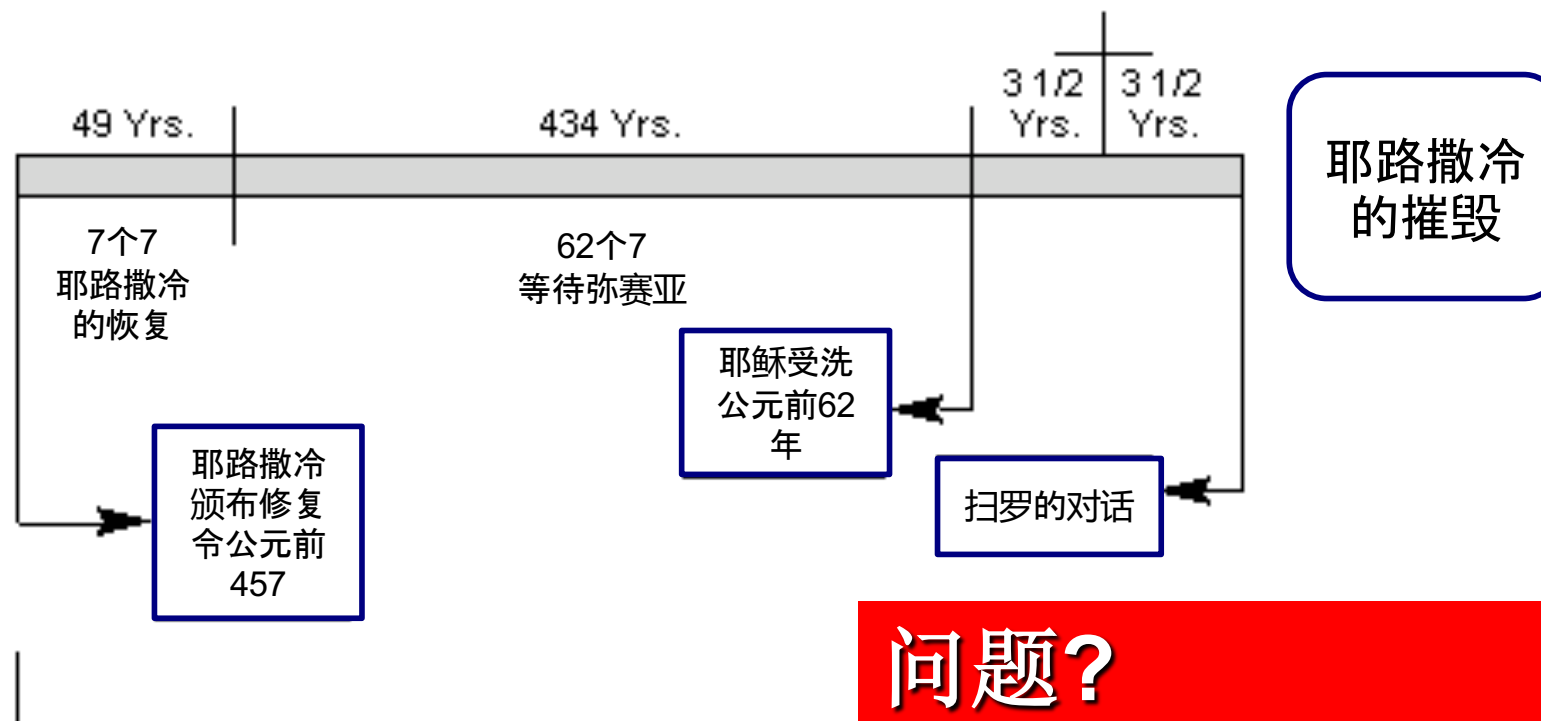 49 Yrs.
434 Yrs.
3 1/2
Yrs.
3 1/2
Yrs.
耶路撒冷
的摧毁
7个7
耶路撒冷
的恢复
62个7
等待弥赛亚
耶稣受洗
公元前62
年
耶路撒冷
颁布修复
令公元前
457
扫罗的对话
问题?